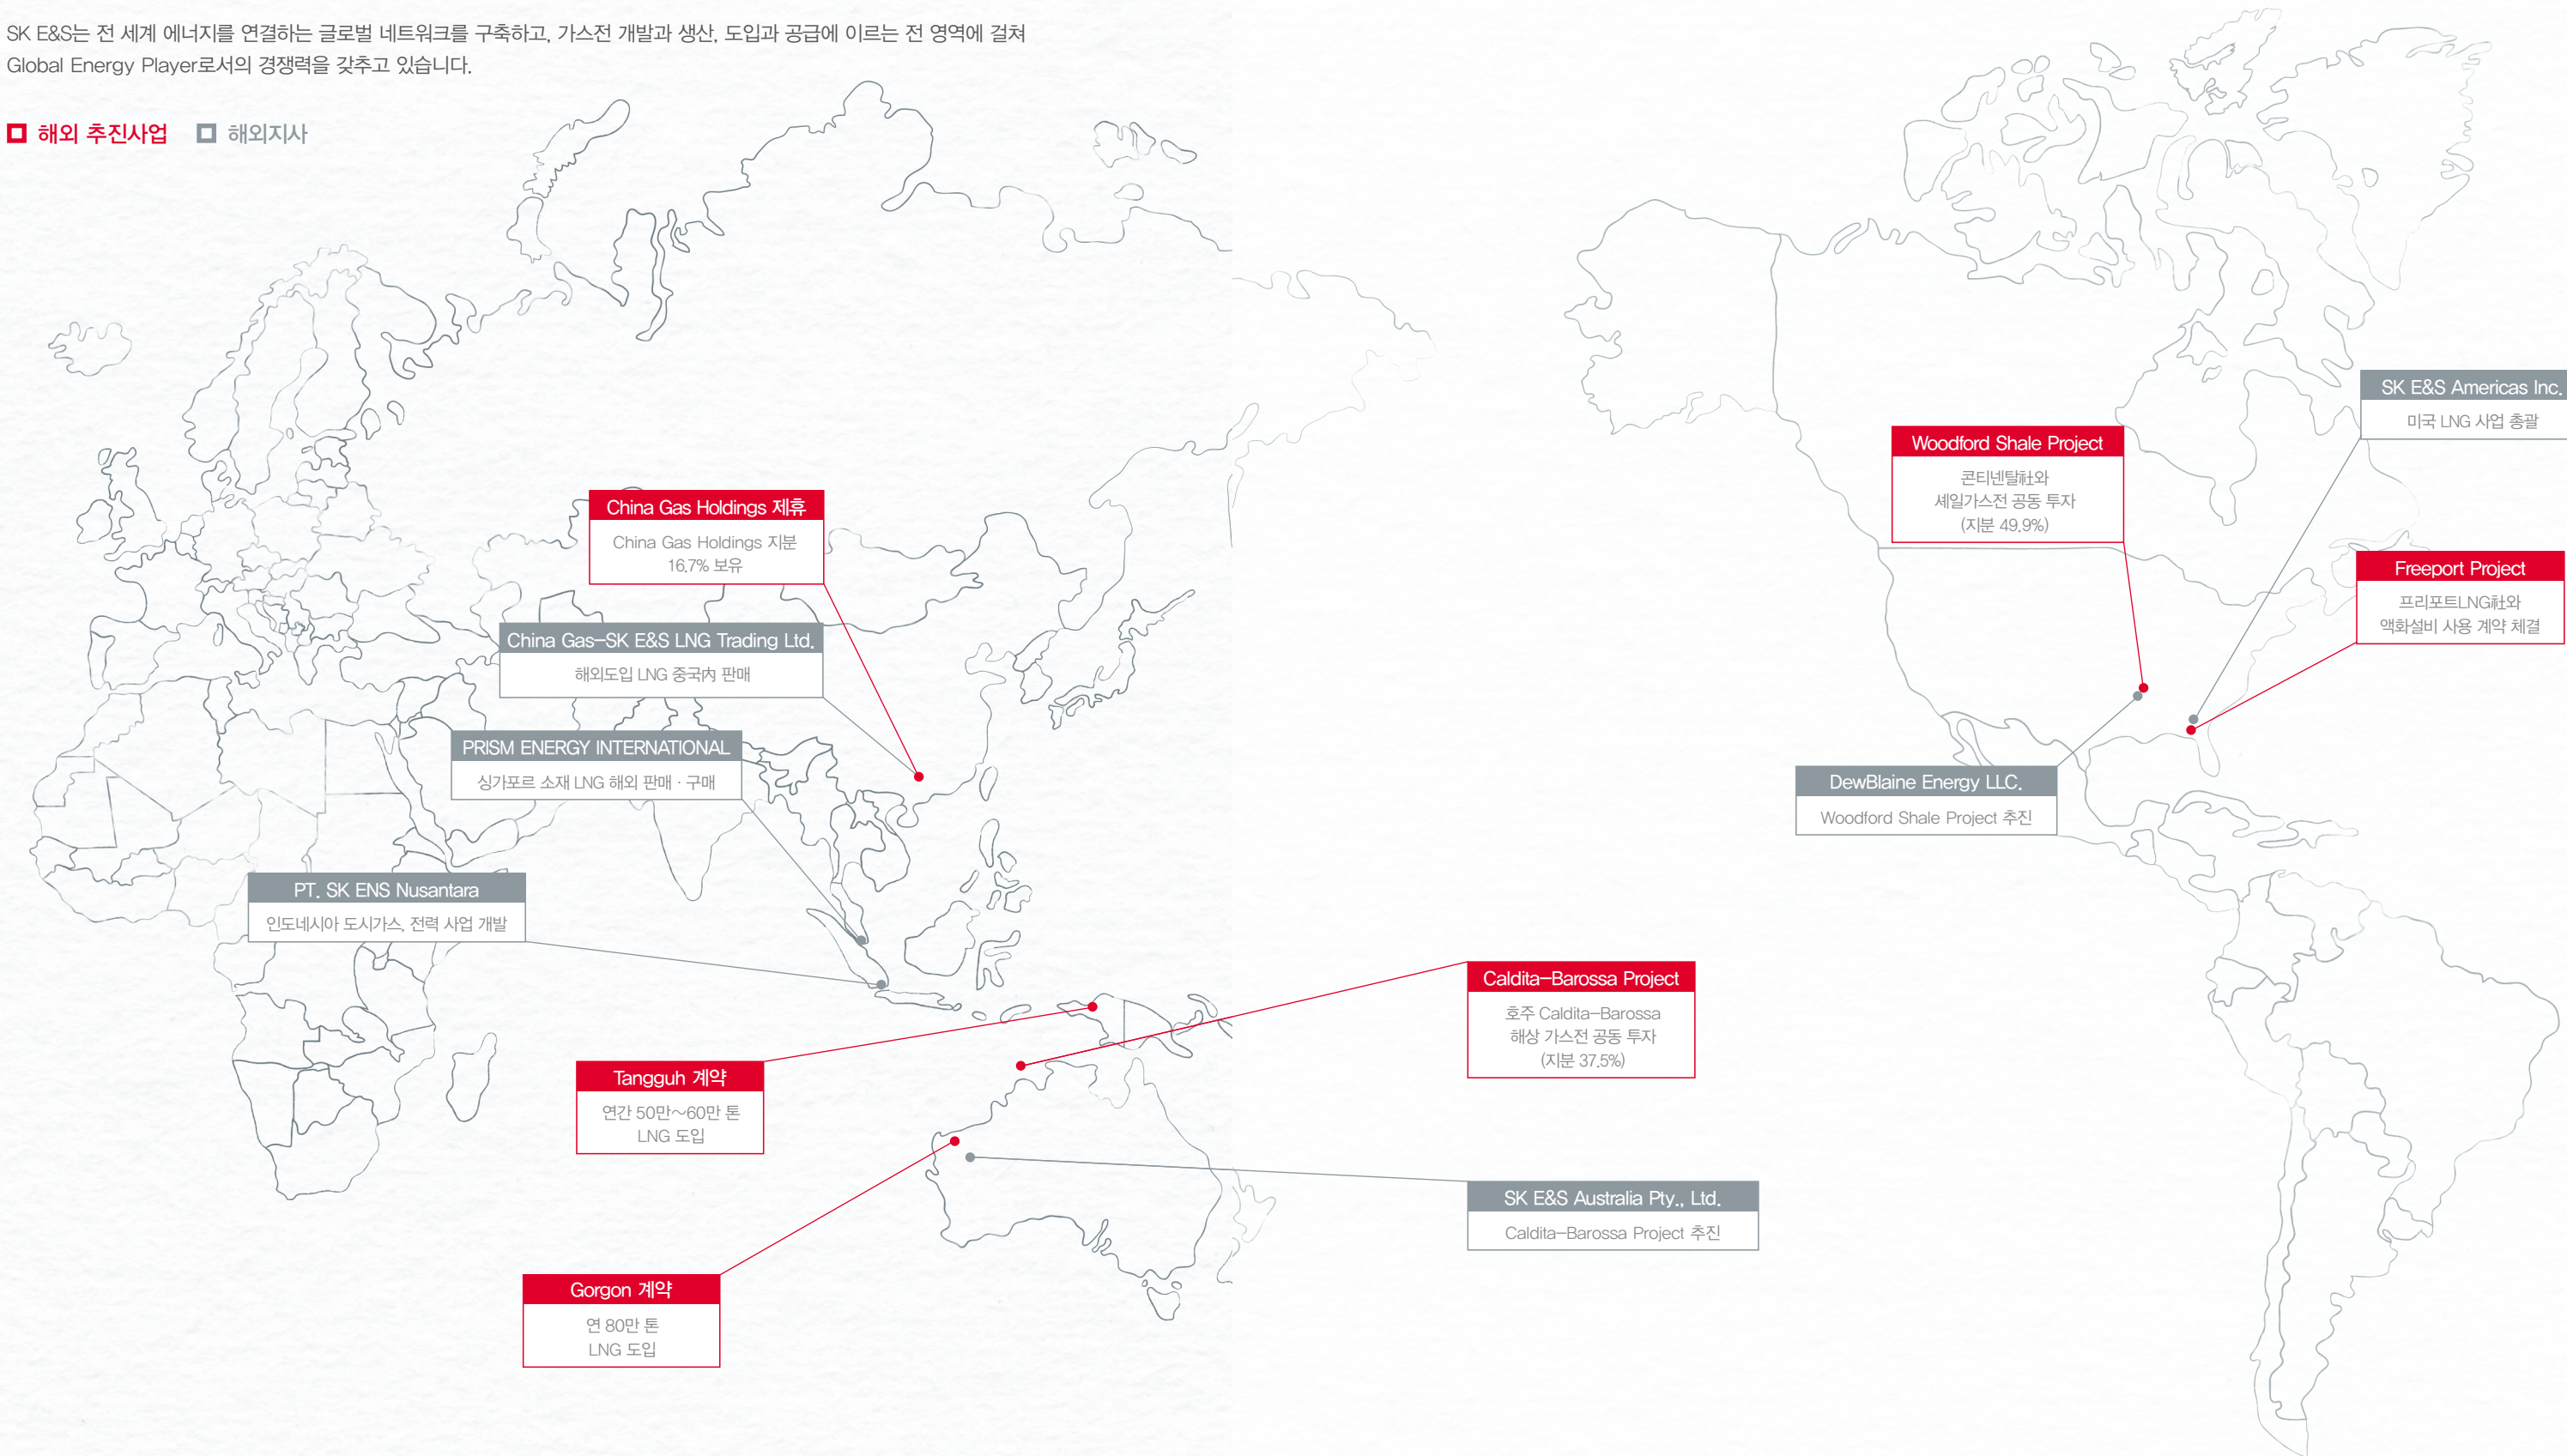 SK E&S는 전 세계 에너지를 연결하는 글로벌 네트워크를 구축하고, 가스전 개발과 생산, 도입과 공급에 이르는 전 영역에 걸쳐
Global Energy Player로서의 경쟁력을 갖추고 있습니다.
해외 추진사업
해외지사
SK E&S Americas Inc.
미국 LNG 사업 총괄
Woodford Shale Project
콘티넨탈社와
셰일가스전 공동 투자
(지분 49.9%)
China Gas Holdings 제휴
China Gas Holdings 지분
16.7% 보유
Freeport Project
프리포트LNG社와
액화설비 사용 계약 체결
China Gas–SK E&S LNG Trading Ltd.
해외도입 LNG 중국內 판매
PRISM ENERGY INTERNATIONAL
싱가포르 소재 LNG 해외 판매 · 구매
DewBlaine Energy LLC.
Woodford Shale Project 추진
PT. SK ENS Nusantara
인도네시아 도시가스, 전력 사업 개발
Caldita–Barossa Project
호주 Caldita–Barossa
해상 가스전 공동 투자
(지분 37.5%)
Tangguh 계약
연간 50만~60만 톤
LNG 도입
SK E&S Australia Pty., Ltd.
Caldita–Barossa Project 추진
Gorgon 계약
연 80만 톤
LNG 도입